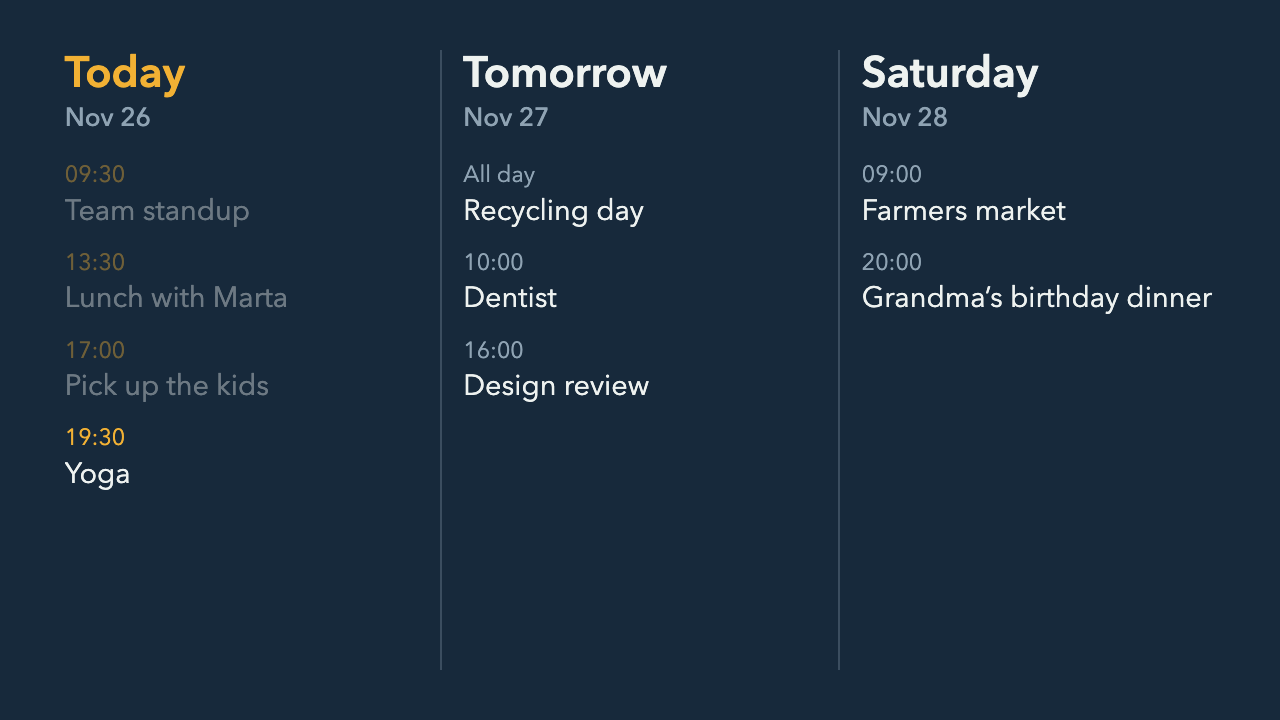 Today
Nov 26
09:30
Team standup
13:30
Lunch with Marta
17:00
Pick up the kids
19:30
Yoga
Tomorrow
Nov 27
All day
Recycling day
10:00
Dentist
16:00
Design review
Saturday
Nov 28
09:00
Farmers market
20:00
Grandma’s birthday dinner